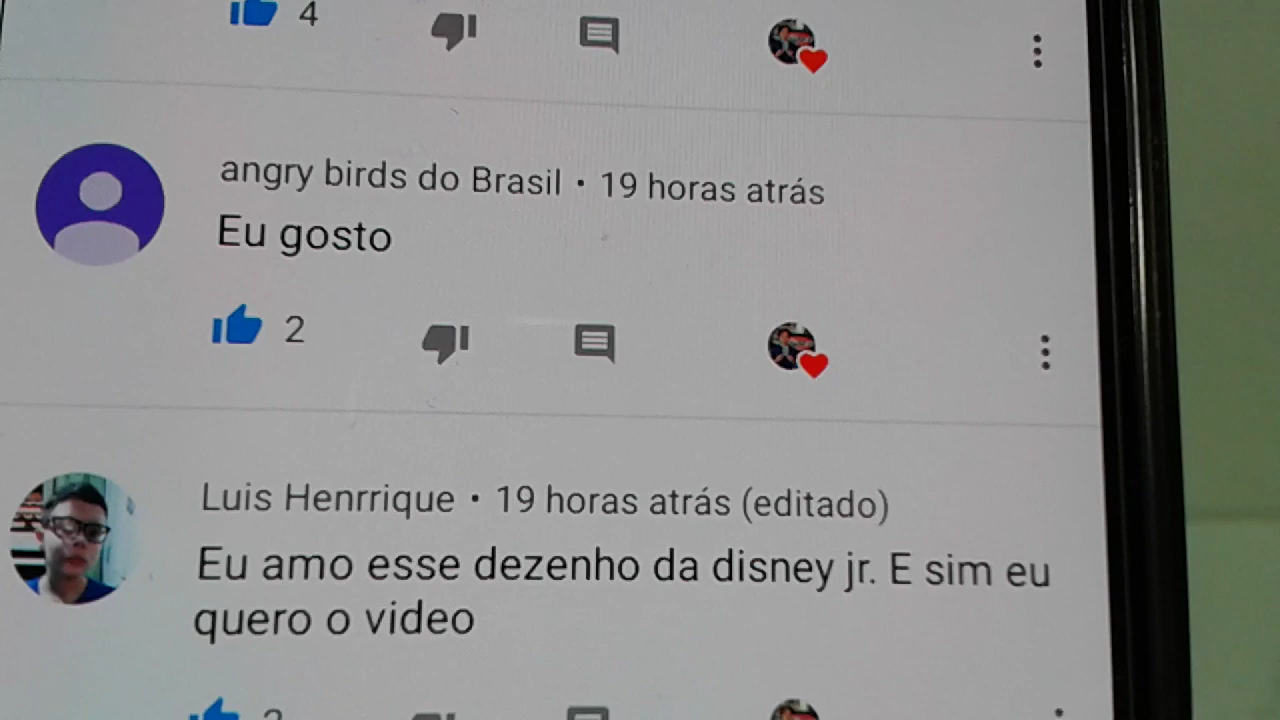 4
angry birds do Brasil • 19 horas atrás
Eu gosto
2
Luis Henrrique • 19 horas atrás (editado)
Eu amo esse dezenho da disney jr. E sim eu
quero o video